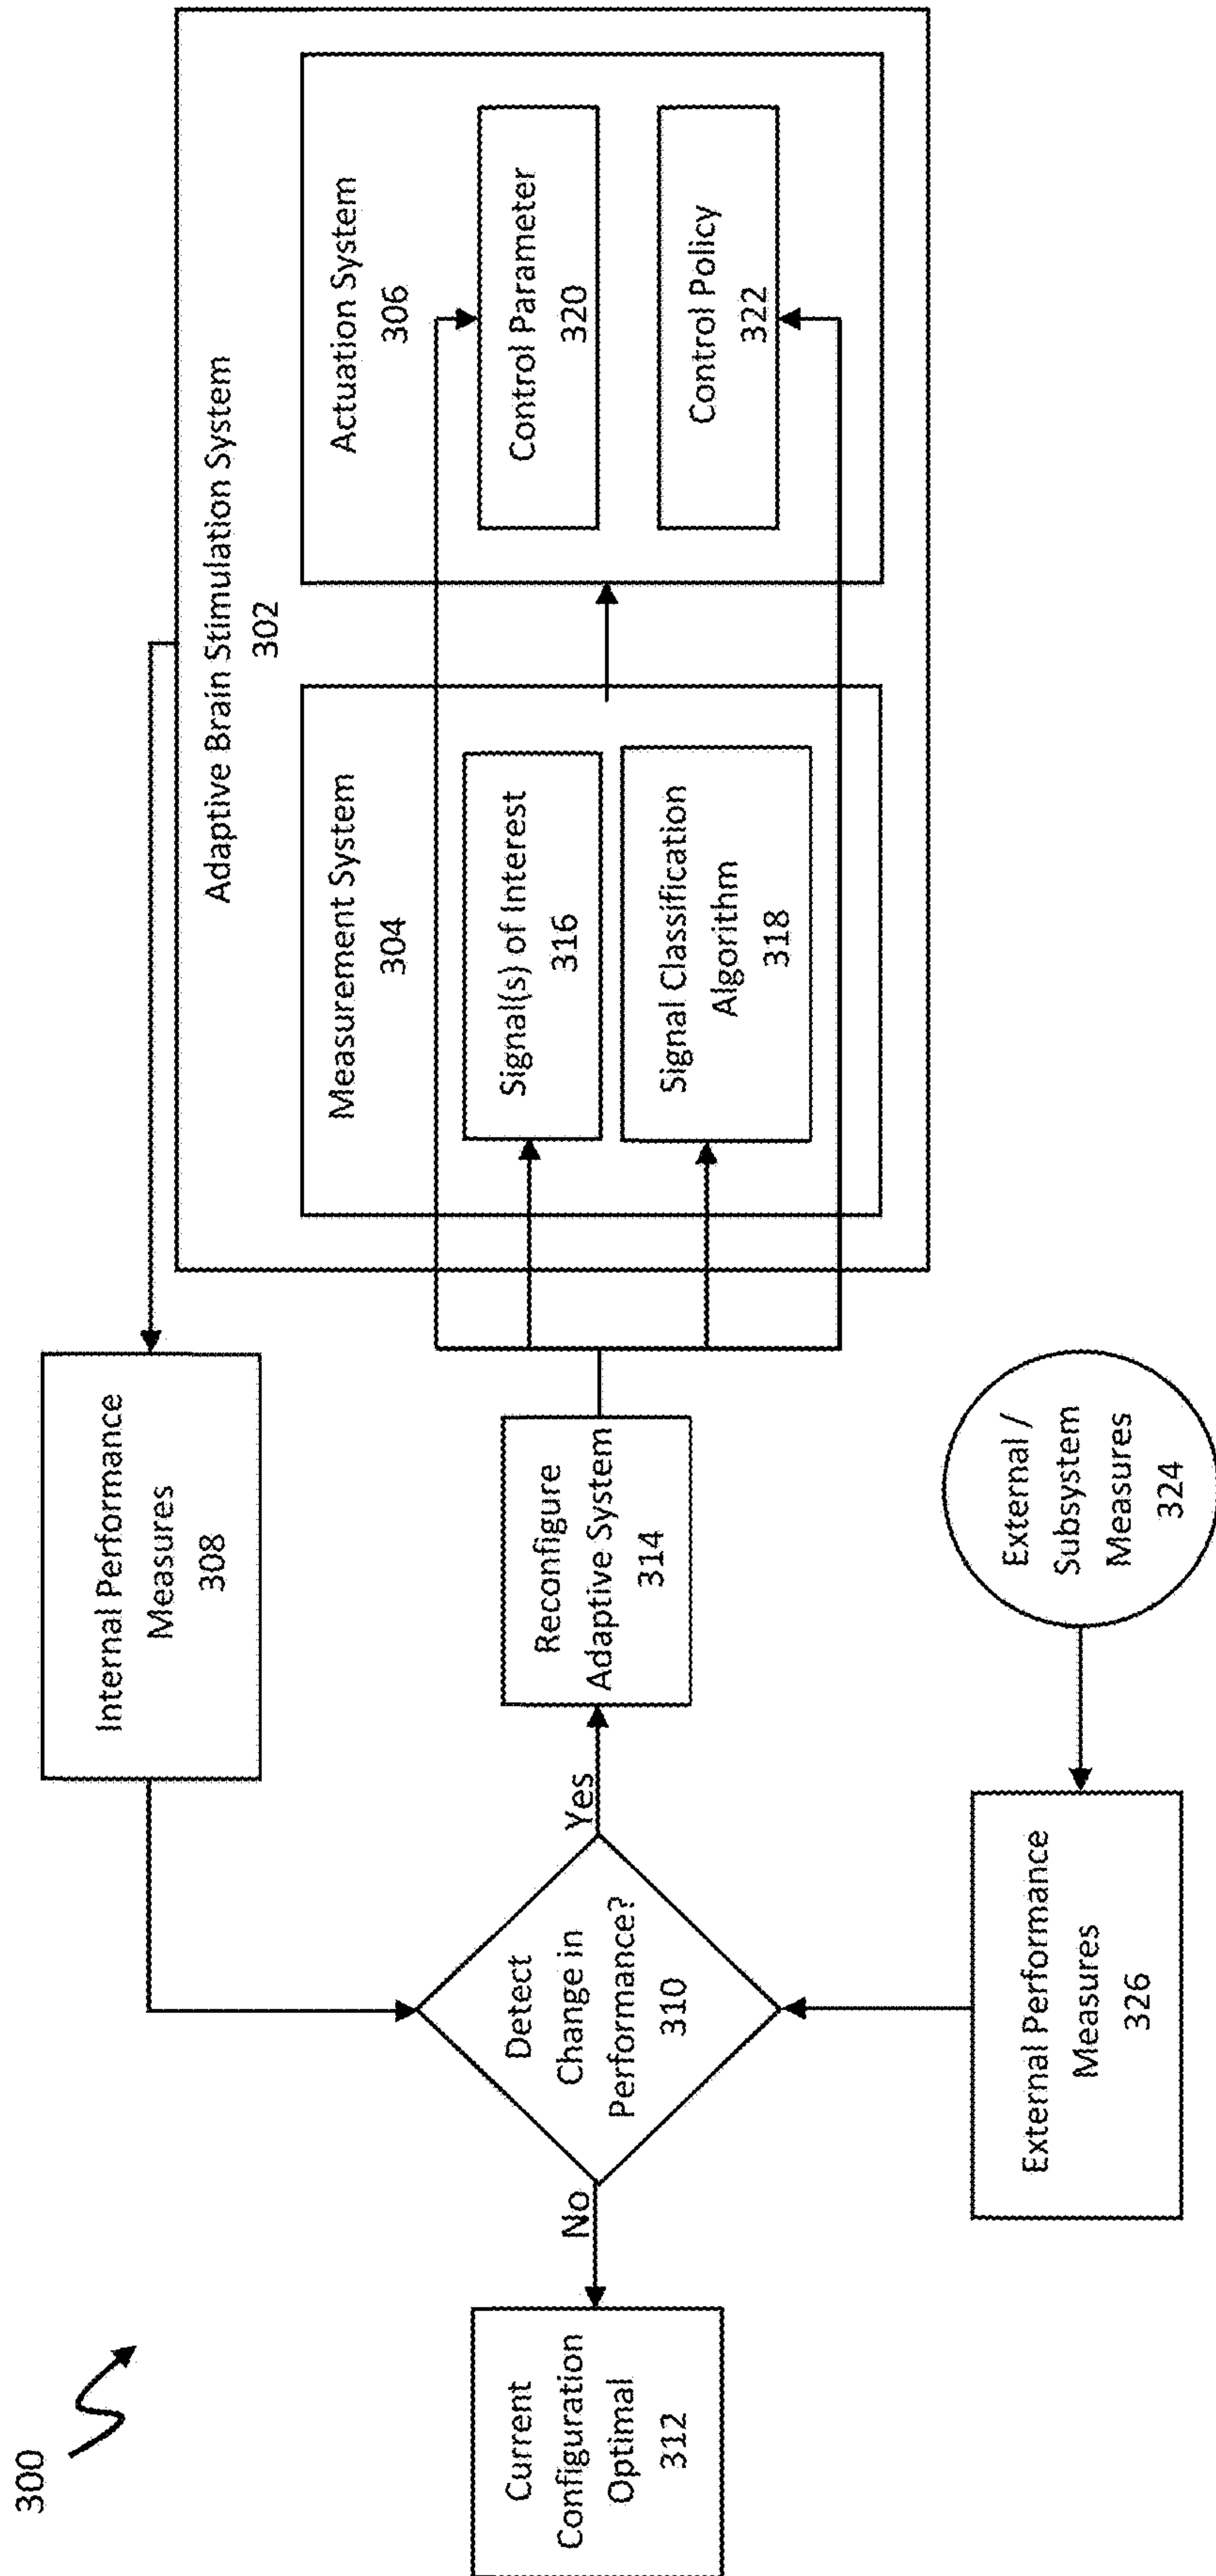 300
Current
Configuration
Optimal
312
No
Detect
Change in
Performance?
310
Yes
Internal Performance
Measures
308
Reconfigure
Adaptive System
314
External Performance
Measures
326
External /
Subsystem
Measures
324
Adaptive Brain Stimulation System
302
Measurement System
304
Signal(s) of Interest
316
Signal Classification
Algorithm
318
Actuation System
306
Control Parameter
320
Control Policy
322